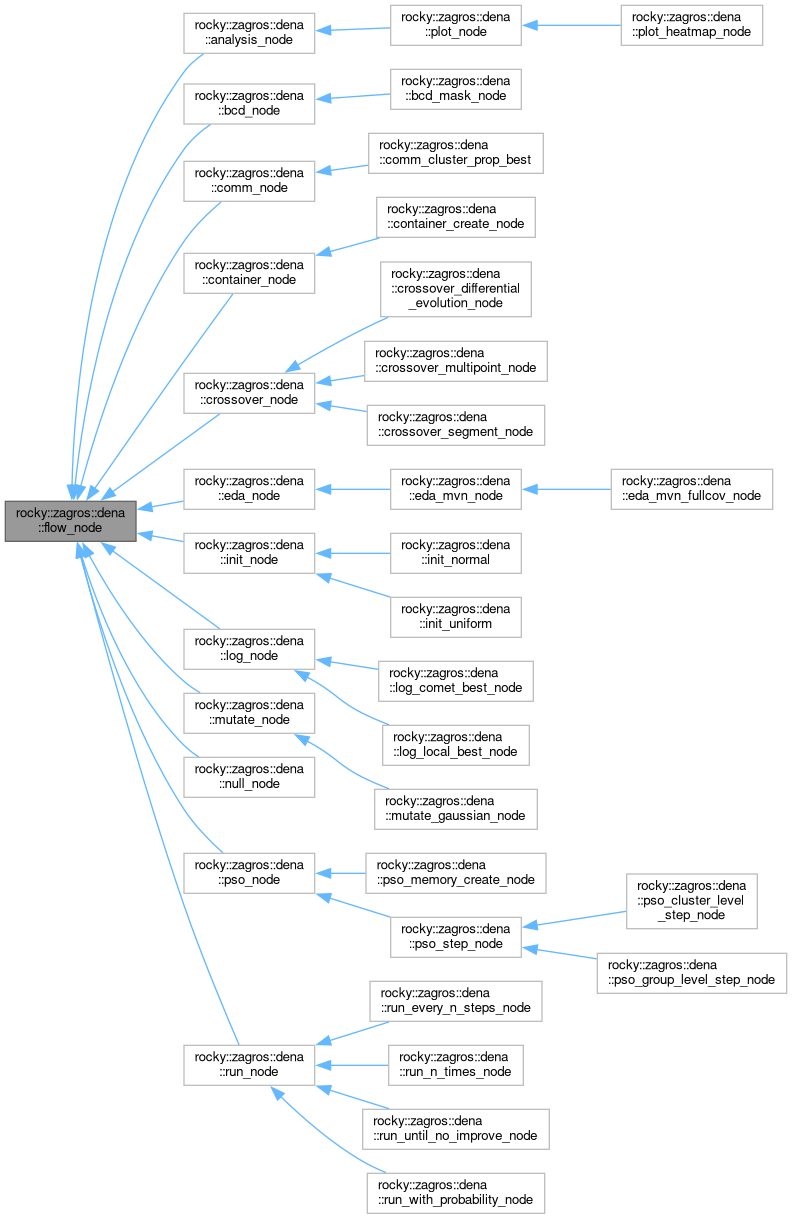 rocky::zagros::dena
::flow_node
rocky::zagros::dena
::analysis_node
rocky::zagros::dena
::plot_node
rocky::zagros::dena
::plot_heatmap_node
rocky::zagros::dena
::bcd_node
rocky::zagros::dena
::bcd_mask_node
rocky::zagros::dena
::comm_node
rocky::zagros::dena
::comm_cluster_prop_best
rocky::zagros::dena
::container_node
rocky::zagros::dena
::container_create_node
rocky::zagros::dena
::crossover_node
rocky::zagros::dena
::crossover_differential
_evolution_node
rocky::zagros::dena
::crossover_multipoint_node
rocky::zagros::dena
::crossover_segment_node
rocky::zagros::dena
::eda_node
rocky::zagros::dena
::eda_mvn_node
rocky::zagros::dena
::eda_mvn_fullcov_node
rocky::zagros::dena
::init_node
rocky::zagros::dena
::init_normal
rocky::zagros::dena
::init_uniform
rocky::zagros::dena
::log_node
rocky::zagros::dena
::log_comet_best_node
rocky::zagros::dena
::log_local_best_node
rocky::zagros::dena
::mutate_node
rocky::zagros::dena
::mutate_gaussian_node
rocky::zagros::dena
::null_node
rocky::zagros::dena
::pso_node
rocky::zagros::dena
::pso_memory_create_node
rocky::zagros::dena
::pso_step_node
rocky::zagros::dena
::pso_cluster_level
_step_node
rocky::zagros::dena
::pso_group_level_step_node
rocky::zagros::dena
::run_node
rocky::zagros::dena
::run_every_n_steps_node
rocky::zagros::dena
::run_n_times_node
rocky::zagros::dena
::run_until_no_improve_node
rocky::zagros::dena
::run_with_probability_node